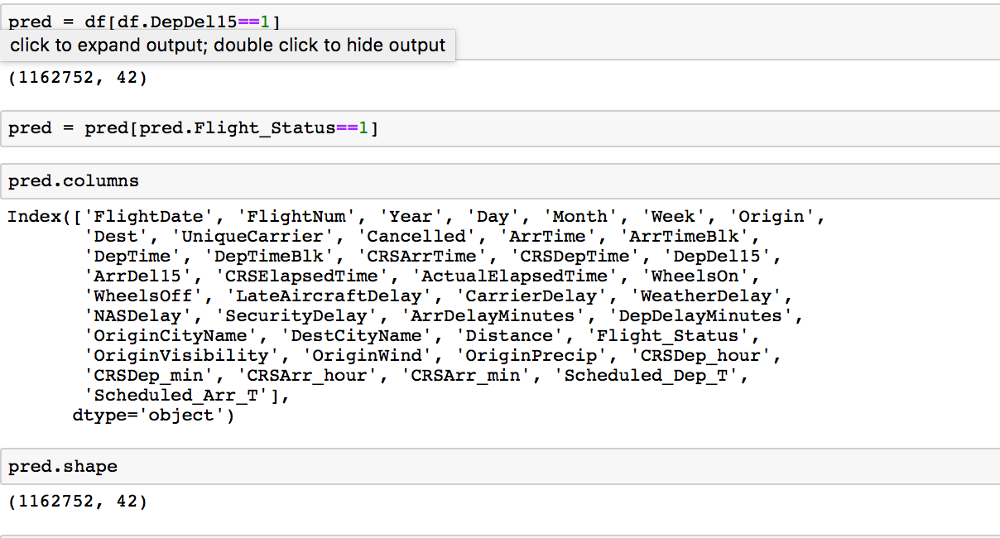 pred = df[df.DepDel15==1]
click to expand output; double click to hide output
(1162752, 42)
pred = pred[pred.Flight_Status==1]
pred.columns
Index(['FlightDate', 'FlightNum', 'Year', 'Day', 'Month', 'Week', 'Origin',
'Dest', 'UniqueCarrier', 'Cancelled', 'ArrTime', 'ArrTimeBlk',
'DepTime', 'DepTimeBlk', 'CRSArrTime', 'CRSDepTime', 'DepDel15',
'ArrDel15', 'CRSElapsedTime', 'ActualElapsedTime', 'WheelsOn',
'WheelsOff', 'LateAircraftDelay', 'CarrierDelay', 'WeatherDelay',
'NASDelay', 'SecurityDelay', 'ArrDelayMinutes', 'DepDelayMinutes',
'OriginCityName', 'DestCityName', 'Distance', 'Flight_Status',
'OriginVisibility', 'OriginWind', 'OriginPrecip', 'CRSDep_hour',
'CRSDep_min', 'CRSArr_hour', 'CRSArr_min', 'Scheduled_Dep_T',
'Scheduled_Arr_T'],
dtype='object')
pred.shape
(1162752, 42)